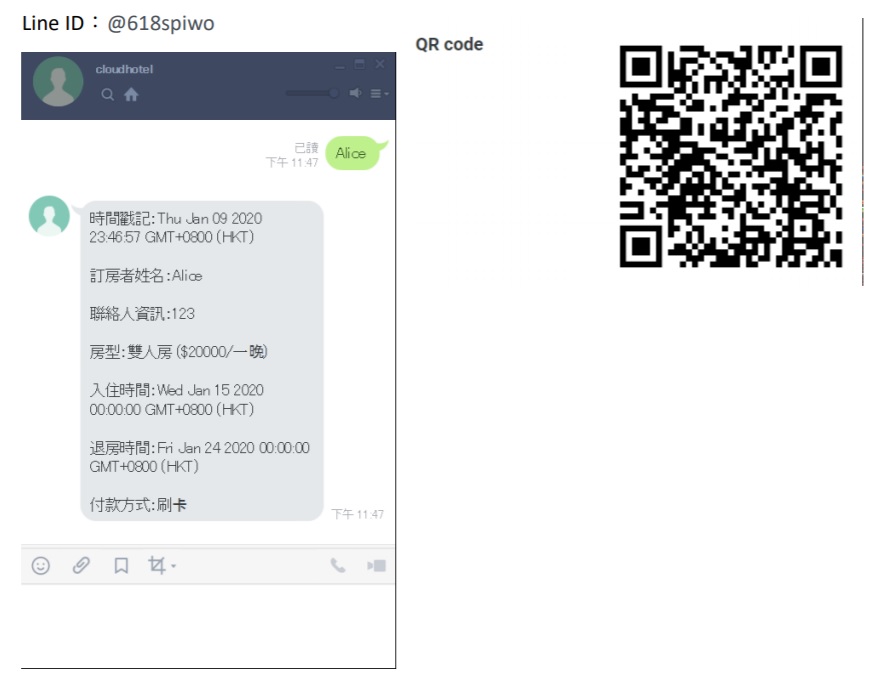 Line ID：@618spiwo
QR code
cloudhotel
已讀
下午 11:47
Alice
時間戳記:Thu Jan 09 2020
23:46:57 GMT+0800 (HKT)
訂房者姓名:Alice
聯絡人資訊:123
房型:雙人房 ($20000/一晚)
入住時間:Wed Jan 15 2020
00:00:00 GMT+0800 (HKT)
退房時間:Fri Jan 24 2020 00:00:00
GMT+0800 (HKT)
付款方式:刷卡
下午 11:47